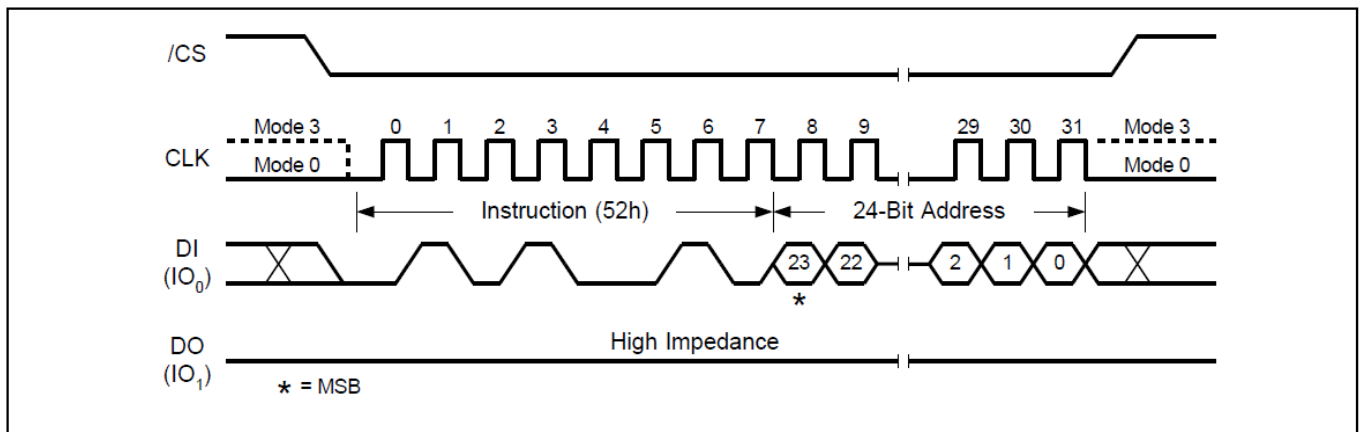 /CS
Mode 3 0 1 2 3 4 5 6 7 8 9 29 30 31 Mode 3
CLK
Mode 0 Mode 0
Instruction (52h) 24-Bit Address
DI
(IO0) 23 22 2 1 0
*
DO High Impedance
(IO1)
* = MSB